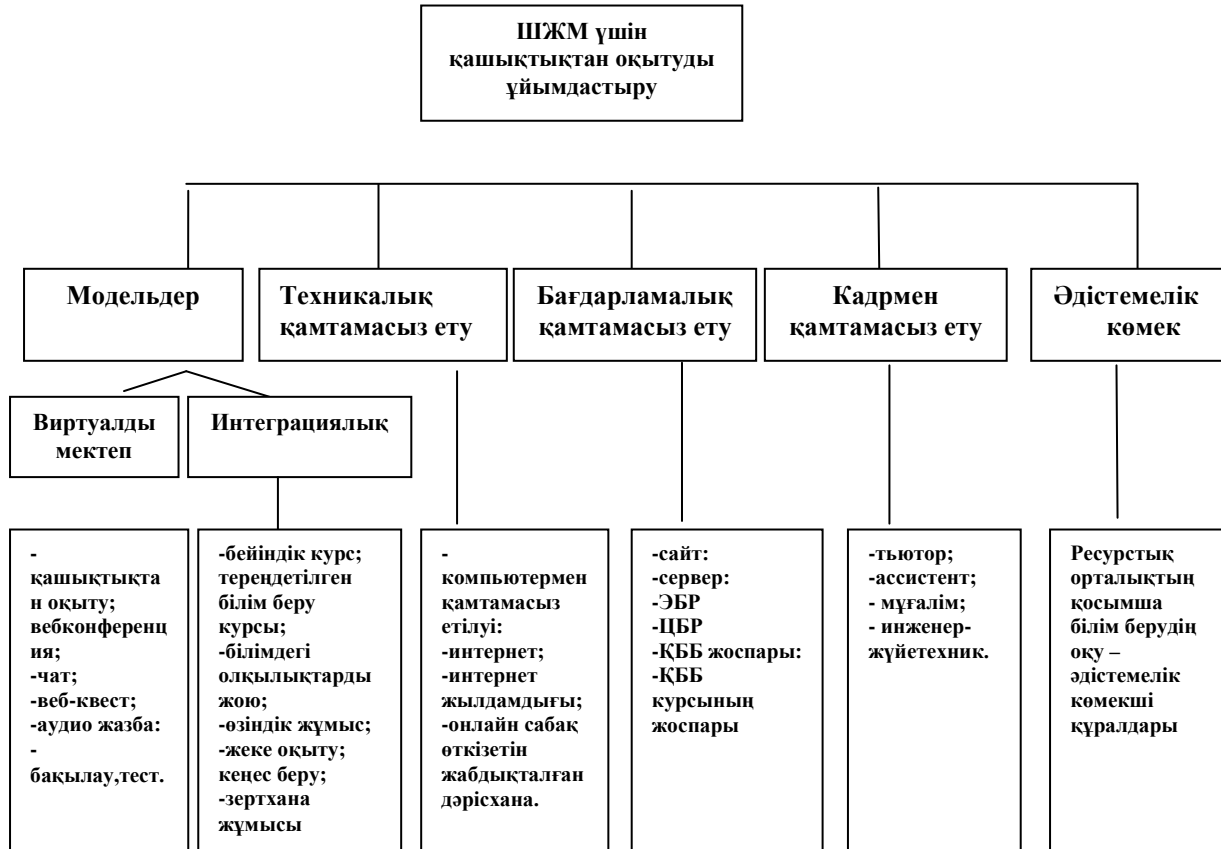 ШЖМ үшін
қашықтықтан оқытуды
ұйымдастыру
Модельдер
Техникалық
қамтамасыз ету
Бағдарламалық
қамтамасыз ету
Кадрмен
қамтамасыз ету
Әдістемелік
көмек
Виртуалды
мектеп
Интеграциялық
-
қашықтықта
н оқыту;
вебконференц
ия;
-чат;
-веб-квест;
-аудио жазба:
-
бақылау,тест.
-бейіндік курс;
тереңдетілген
білім беру
курсы;
-білімдегі
олқылықтарды
жою;
-өзіндік жұмыс;
-жеке оқыту;
кеңес беру;
-зертхана
жұмысы
-
компьютермен
қамтамасыз
етілуі:
-интернет;
-интернет
жылдамдығы;
-онлайн сабақ
өткізетін
жабдықталған
дәрісхана.
-сайт:
-сервер:
-ЭБР
-ЦБР
-ҚББ жоспары:
-ҚББ
курсының
жоспары
-тьютор;
-ассистент;
- мұғалім;
- инженер-
жүйетехник.
Ресурстық
орталықтың
қосымша
білім берудің
оқу –
әдістемелік
көмекші
құралдары